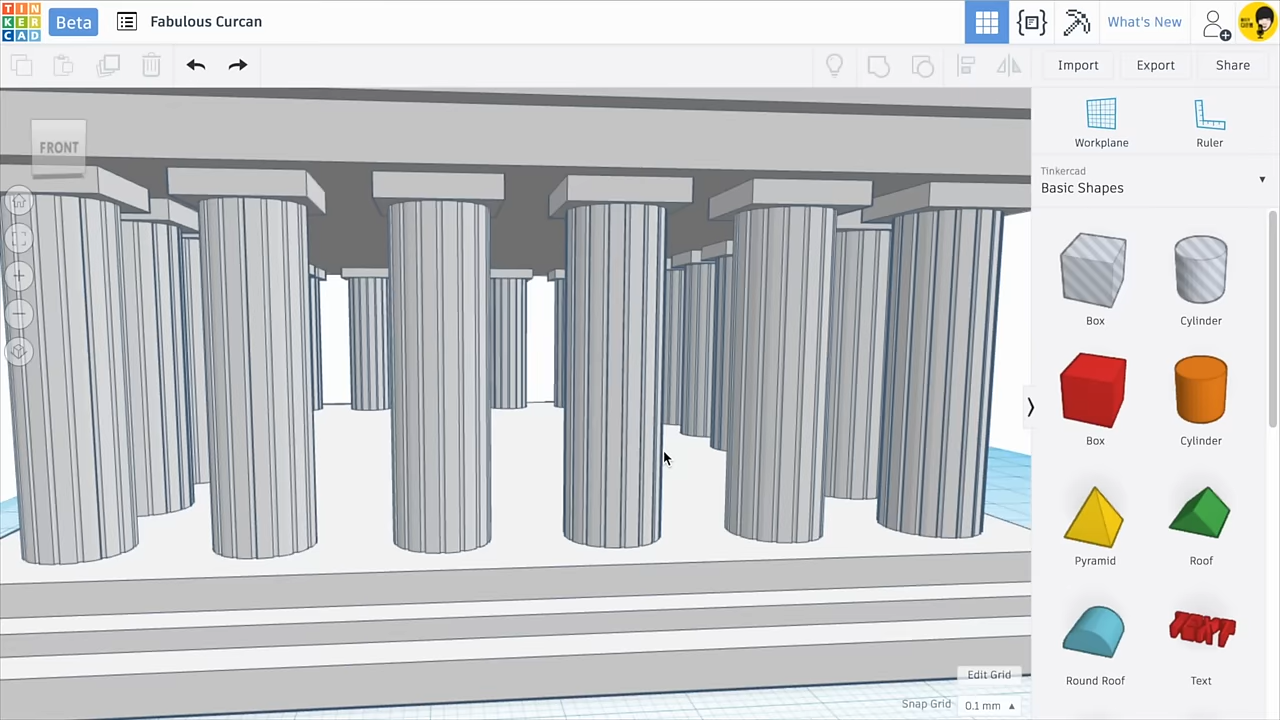 TIN
KER
CAD
Beta
Fabulous Curcan
What's New
Import
Export
Share
FRONT
Workplane
Ruler
Tinkercad
Basic Shapes
Box
Cylinder
Box
Cylinder
Pyramid
Roof
TEXT
Round Roof
Text
Edit Grid
Snap Grid
0.1 mm